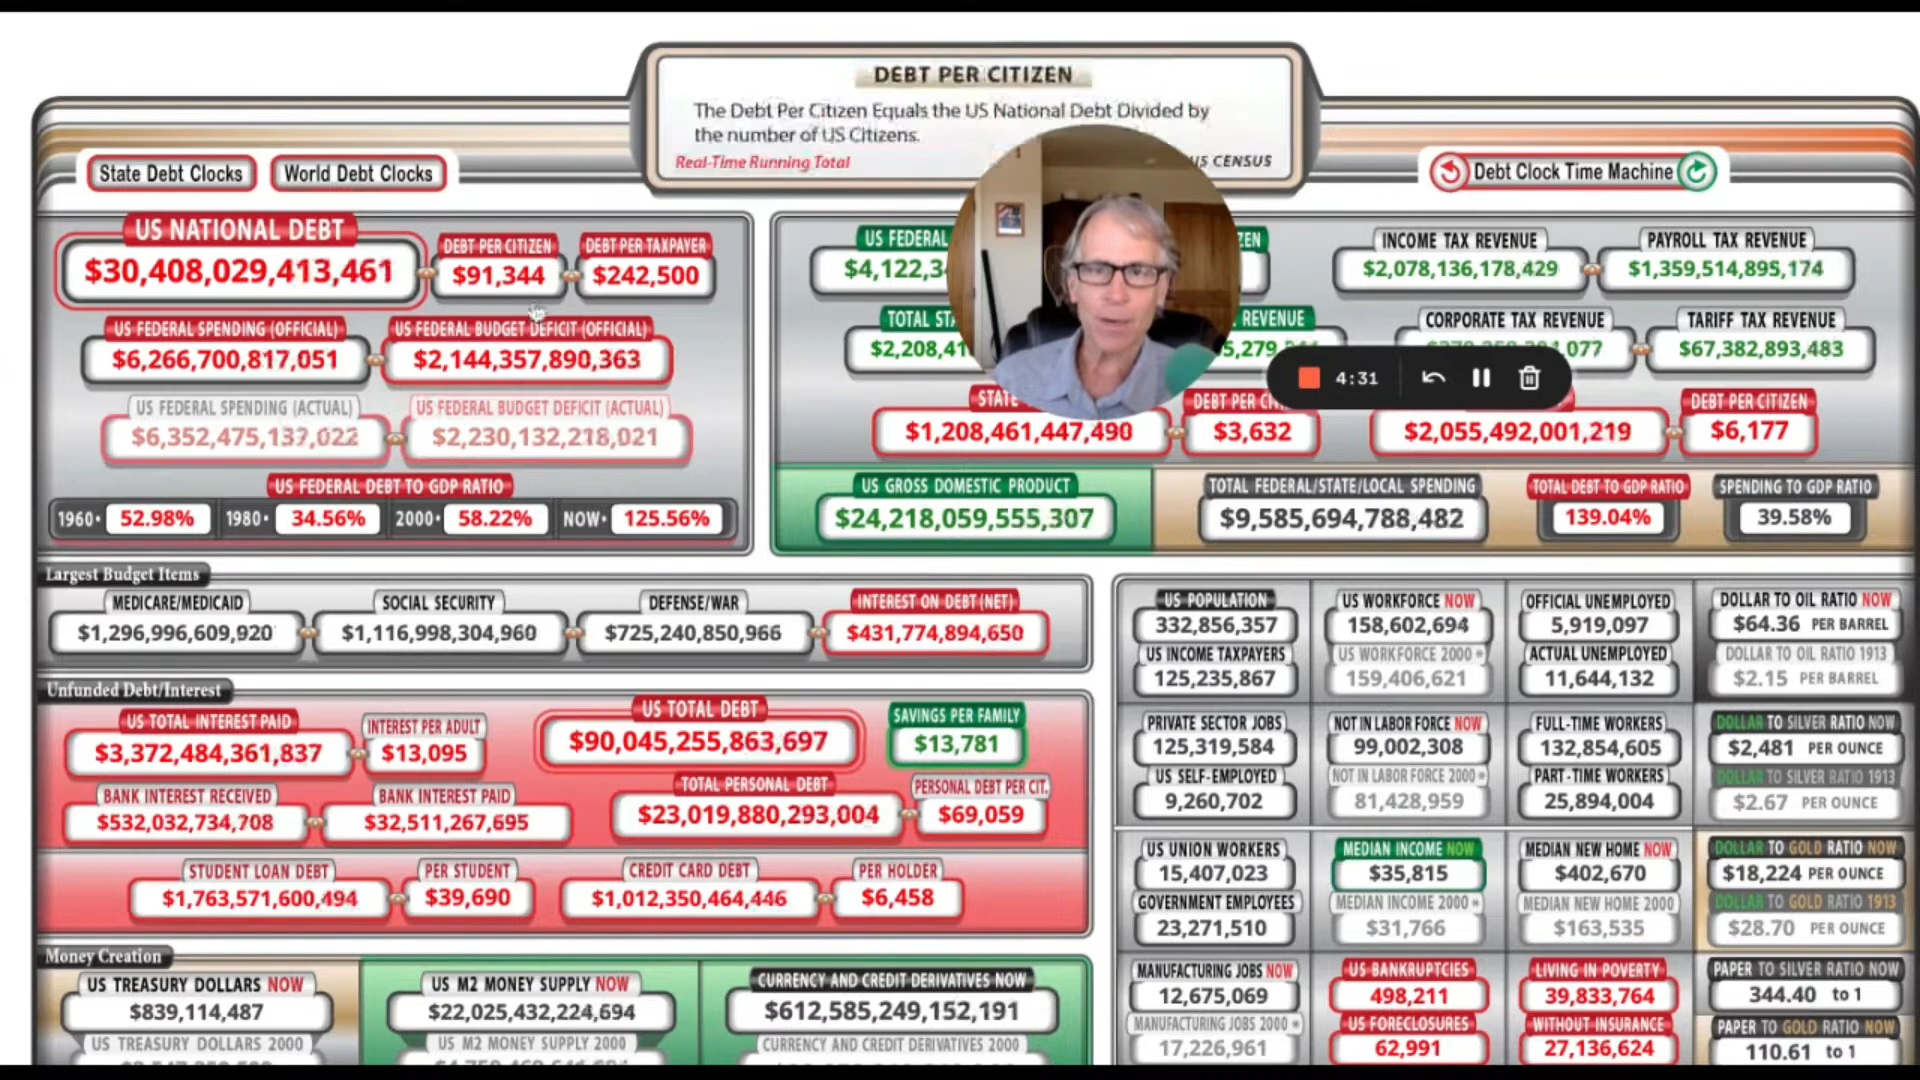 DEBT PER CITIZEN
The Debt Per Citizen Equals the US National Debt Divided by
the number of US Citizens.
Real-Time Running Total
US CENSUS
State Debt Clocks
World Debt Clocks
Debt Clock Time Machine
US NATIONAL DEBT
$30,408,029,413,461
DEBT PER CITIZEN
$91,344
DEBT PER TAXPAYER
$242,500
US FEDERAL SPENDING (OFFICIAL)
$6,266,700,817,051
US FEDERAL BUDGET DEFICIT (OFFICIAL)
$2,144,357,890,363
US FEDERAL SPENDING (ACTUAL)
$6,352,475,137,022
US FEDERAL BUDGET DEFICIT (ACTUAL)
$2,230,132,218,021
US FEDERAL DEBT TO GDP RATIO
1960• 52.98% 1980• 34.56% 2000• 58.22% NOW• 125.56%
US FEDERAL
$4,122,34
ZEN
INCOME TAX REVENUE
$2,078,136,178,429
PAYROLL TAX REVENUE
$1,359,514,895,174
TOTAL STA
$2,208,41
REVENUE
5,279,
CORPORATE TAX REVENUE
077
TARIFF TAX REVENUE
$67,382,893,483
4:31
STATE
$1,208,461,447,490
DEBT PER CIT
$3,632
$2,055,492,001,219
DEBT PER CITIZEN
$6,177
US GROSS DOMESTIC PRODUCT
$24,218,059,555,307
TOTAL FEDERAL/STATE/LOCAL SPENDING
$9,585,694,788,482
TOTAL DEBT TO GDP RATIO
139.04%
SPENDING TO GDP RATIO
39.58%
Largest Budget Items
MEDICARE/MEDICAID
$1,296,996,609,920
SOCIAL SECURITY
$1,116,998,304,960
DEFENSE/WAR
$725,240,850,966
INTEREST ON DEBT (NET)
$431,774,894,650
Unfunded Debt/Interest
US TOTAL INTEREST PAID
$3,372,484,361,837
INTEREST PER ADULT
$13,095
US TOTAL DEBT
$90,045,255,863,697
SAVINGS PER FAMILY
$13,781
BANK INTEREST RECEIVED
$532,032,734,708
BANK INTEREST PAID
$32,511,267,695
TOTAL PERSONAL DEBT
$23,019,880,293,004
PERSONAL DEBT PER CIT.
$69,059
STUDENT LOAN DEBT
$1,763,571,600,494
PER STUDENT
$39,690
CREDIT CARD DEBT
$1,012,350,464,446
PER HOLDER
$6,458
Money Creation
US TREASURY DOLLARS NOW
$839,114,487
US TREASURY DOLLARS 2000
US M2 MONEY SUPPLY NOW
$22,025,432,224,694
US M2 MONEY SUPPLY 2000
CURRENCY AND CREDIT DERIVATIVES NOW
$612,585,249,152,191
CURRENCY AND CREDIT DERIVATIVES 2000
US POPULATION
332,856,357
US INCOME TAXPAYERS
125,235,867
US WORKFORCE NOW
158,602,694
US WORKFORCE 2000
159,406,621
OFFICIAL UNEMPLOYED
5,919,097
ACTUAL UNEMPLOYED
11,644,132
DOLLAR TO OIL RATIO NOW
$64.36 PER BARREL
DOLLAR TO OIL RATIO 1913
$2.15 PER BARREL
PRIVATE SECTOR JOBS
125,319,584
US SELF-EMPLOYED
9,260,702
NOT IN LABOR FORCE NOW
99,002,308
NOT IN LABOR FORCE 2000
81,428,959
FULL-TIME WORKERS
132,854,605
PART-TIME WORKERS
25,894,004
DOLLAR TO SILVER RATIO NOW
$2,481 PER OUNCE
DOLLAR TO SILVER RATIO 1913
$2.67 PER OUNCE
US UNION WORKERS
15,407,023
GOVERNMENT EMPLOYEES
23,271,510
MEDIAN INCOME NOW
$35,815
MEDIAN INCOME 2000
$31,766
MEDIAN NEW HOME NOW
$402,670
MEDIAN NEW HOME 2000
$163,535
DOLLAR TO GOLD RATIO NOW
$18,224 PER OUNCE
DOLLAR TO GOLD RATIO 1913
$28.70 PER OUNCE
MANUFACTURING JOBS NOW
12,675,069
MANUFACTURING JOBS 2000
17,226,961
US BANKRUPTCIES
498,211
US FORECLOSURES
62,991
LIVING IN POVERTY
39,833,764
WITHOUT INSURANCE
27,136,624
PAPER TO SILVER RATIO NOW
344.40 to 1
PAPER TO GOLD RATIO NOW
110.61 to 1